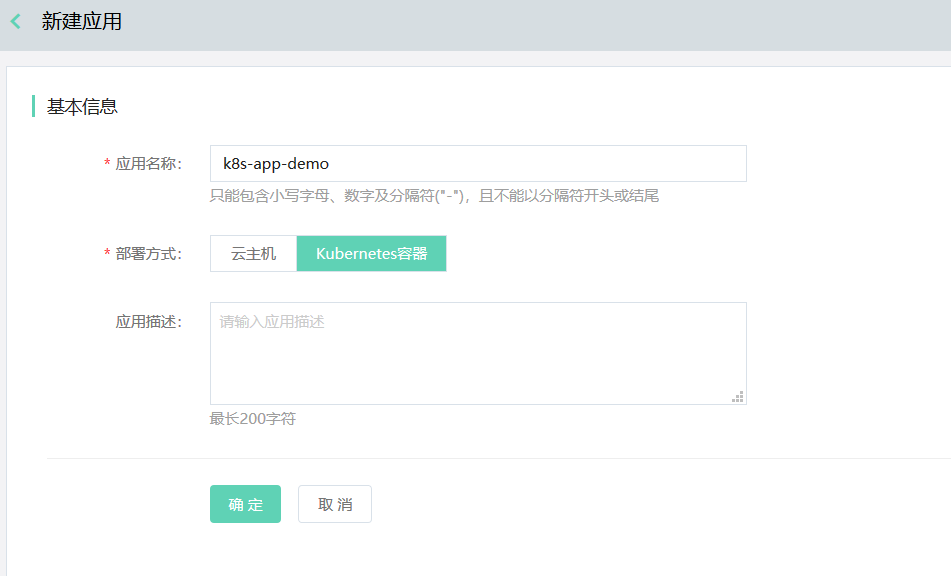 新建应用
基本信息
* 应用名称： k8s-app-demo
只能包含小写字母、数字及分隔符("-")，且不能以分隔符开头或结尾
* 部署方式： 云主机 Kubernetes容器
应用描述： 请输入应用描述
最长200字符
确 定 取 消